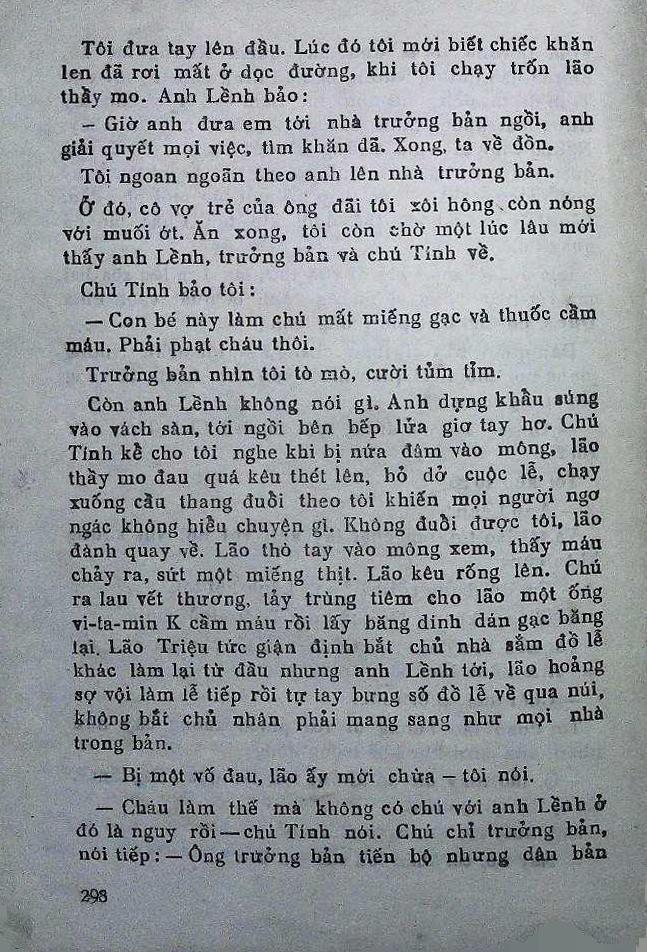 Tôi đưa tay lên đầu. Lúc đó tôi mới biết chiếc khăn
len đã rơi mất ở dọc đường, khi tôi chạy trốn lão
thầy mo. Anh Lềnh bảo:
— Giờ anh đưa em tới nhà trưởng bản ngồi, anh
giải quyết mọi việc, tìm khăn dã. Xong, ta về đồn.
Tôi ngoan ngoãn theo anh lên nhà trưởng bản.
Ở đó, cô vợ trẻ của ông đãi tôi xôi hông còn nóng
với muối ớt. Ăn xong, tôi còn chờ một lúc lâu mới
thấy anh Lềnh, trưởng bản và chú Tính về.
Chú Tính bảo tôi:
— Con bé này làm chú mất miếng gạc và thuốc cầm
máu. Phải phạt cháu thôi.
Trưởng bản nhìn tôi tò mò, cười tủm tỉm.
Còn anh Lềnh không nói gì. Anh dựng khẩu súng
vào vách sàn, tới ngồi bên bếp lửa giơ tay hơ. Chú
Tính kể cho tôi nghe khi bị nứa đâm vào mông, lão
thầy mo đau quá kêu thét lên, bỏ dở cuộc lễ, chạy
xuống cầu thang đuổi theo tôi khiến mọi người ngơ
ngác không hiểu chuyện gì. Không đuổi được tôi, lão
đành quay về. Lão thò tay vào mông xem, thấy máu
chảy ra, sứt một miếng thịt. Lão kêu rống lên. Chú
ra lau vết thương, tẩy trùng tiêm cho lão một ống
vi-ta-min K cầm máu rồi lấy băng dính dán gạc băng
lại. Lão Triệu tức giận định bắt chủ nhà sắm đồ lễ
khác làm lại từ đầu nhưng anh Lềnh tới, lão hoảng
sợ vội làm lễ tiếp rồi tự tay bưng số đồ lễ về qua núi,
không bắt chủ nhân phải mang sang như mọi nhà
trong bản.
— Bị một vố đau, lão ấy mới chừa — tôi nói.
— Cháu làm thế mà không có chú với anh Lềnh ở
đó là nguy rồi — chú Tính nói. Chú chỉ trưởng bản,
nói tiếp: — Ông trưởng bản tiến bộ nhưng dân bản
298